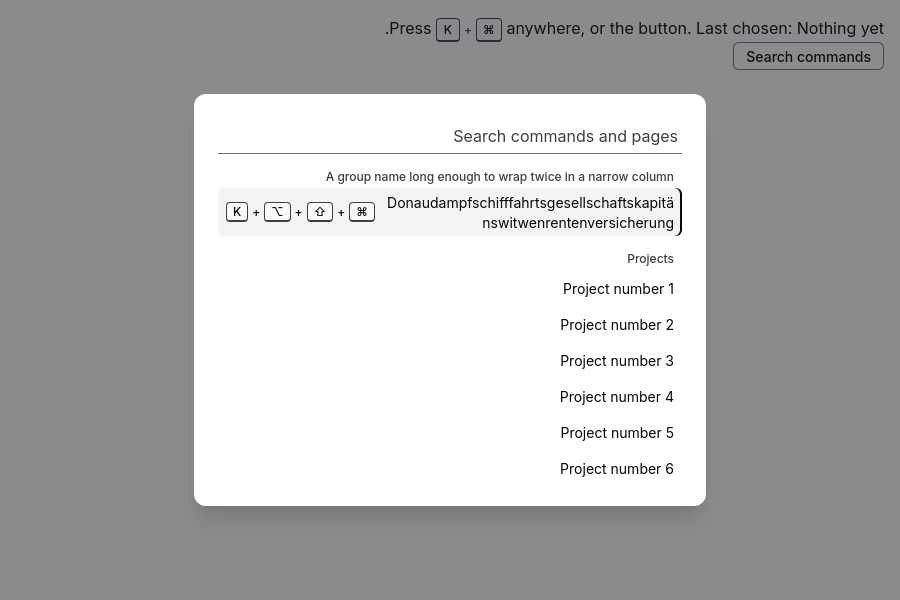 .Press K + ⌘ anywhere, or the button. Last chosen: Nothing yet
Search commands
Search commands and pages
A group name long enough to wrap twice in a narrow column
K + ⌥ + ⇧ + ⌘ Donaudampfschifffahrtsgesellschaftskapitä
nswitwenrentenversicherung
Projects
Project number 1
Project number 2
Project number 3
Project number 4
Project number 5
Project number 6